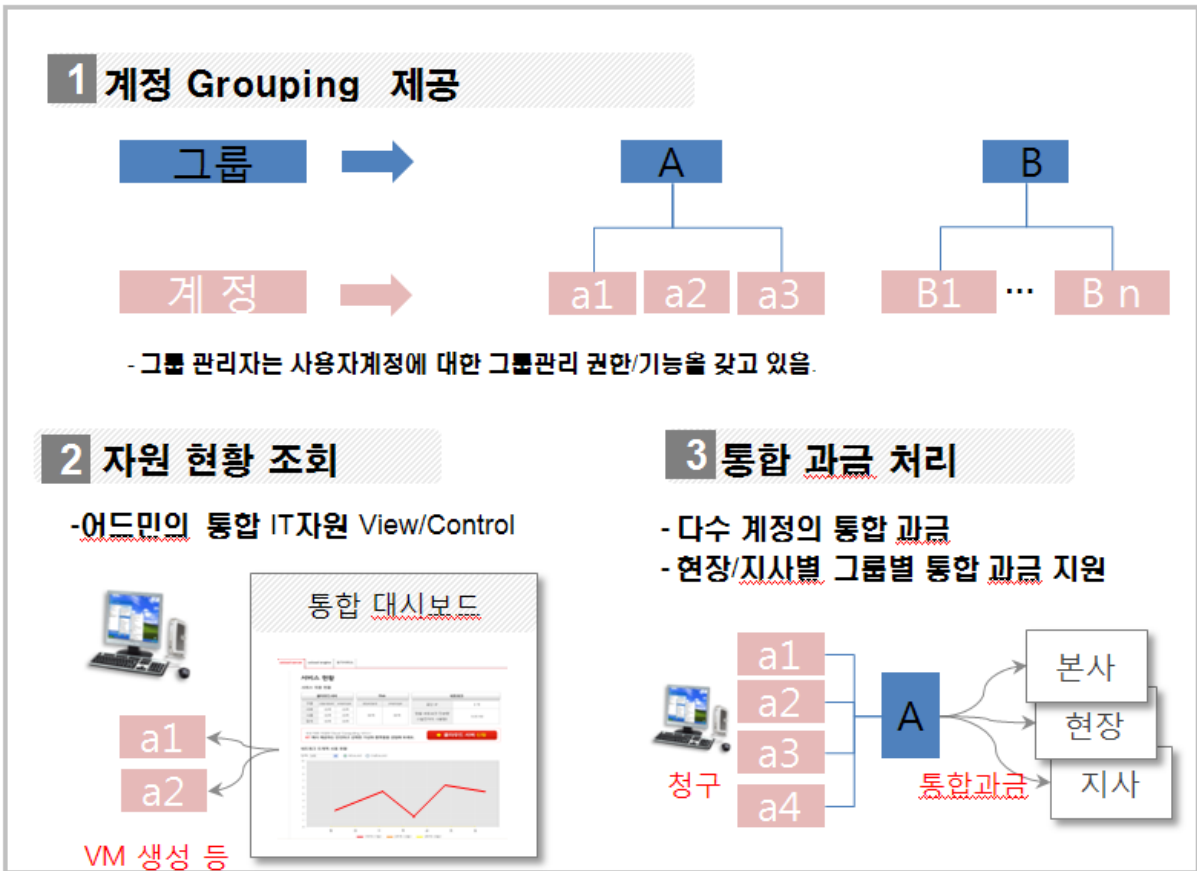 1 계정 Grouping 제공
그룹 A B
계 정 a1 a2 a3 B1 ... B n
- 그룹 관리자는 사용자계정에 대한 그룹관리 권한/기능을 갖고 있음.
2 자원 현황 조회
-어드민의 통합 IT자원 View/Control
통합 대시보드
서비스 현황
a1
a2
VM 생성 등
3 통합 과금 처리
- 다수 계정의 통합 과금
- 현장/지사별 그룹별 통합 과금 지원
a1
a2
a3
a4
청구
A
통합과금
본사
현장
지사